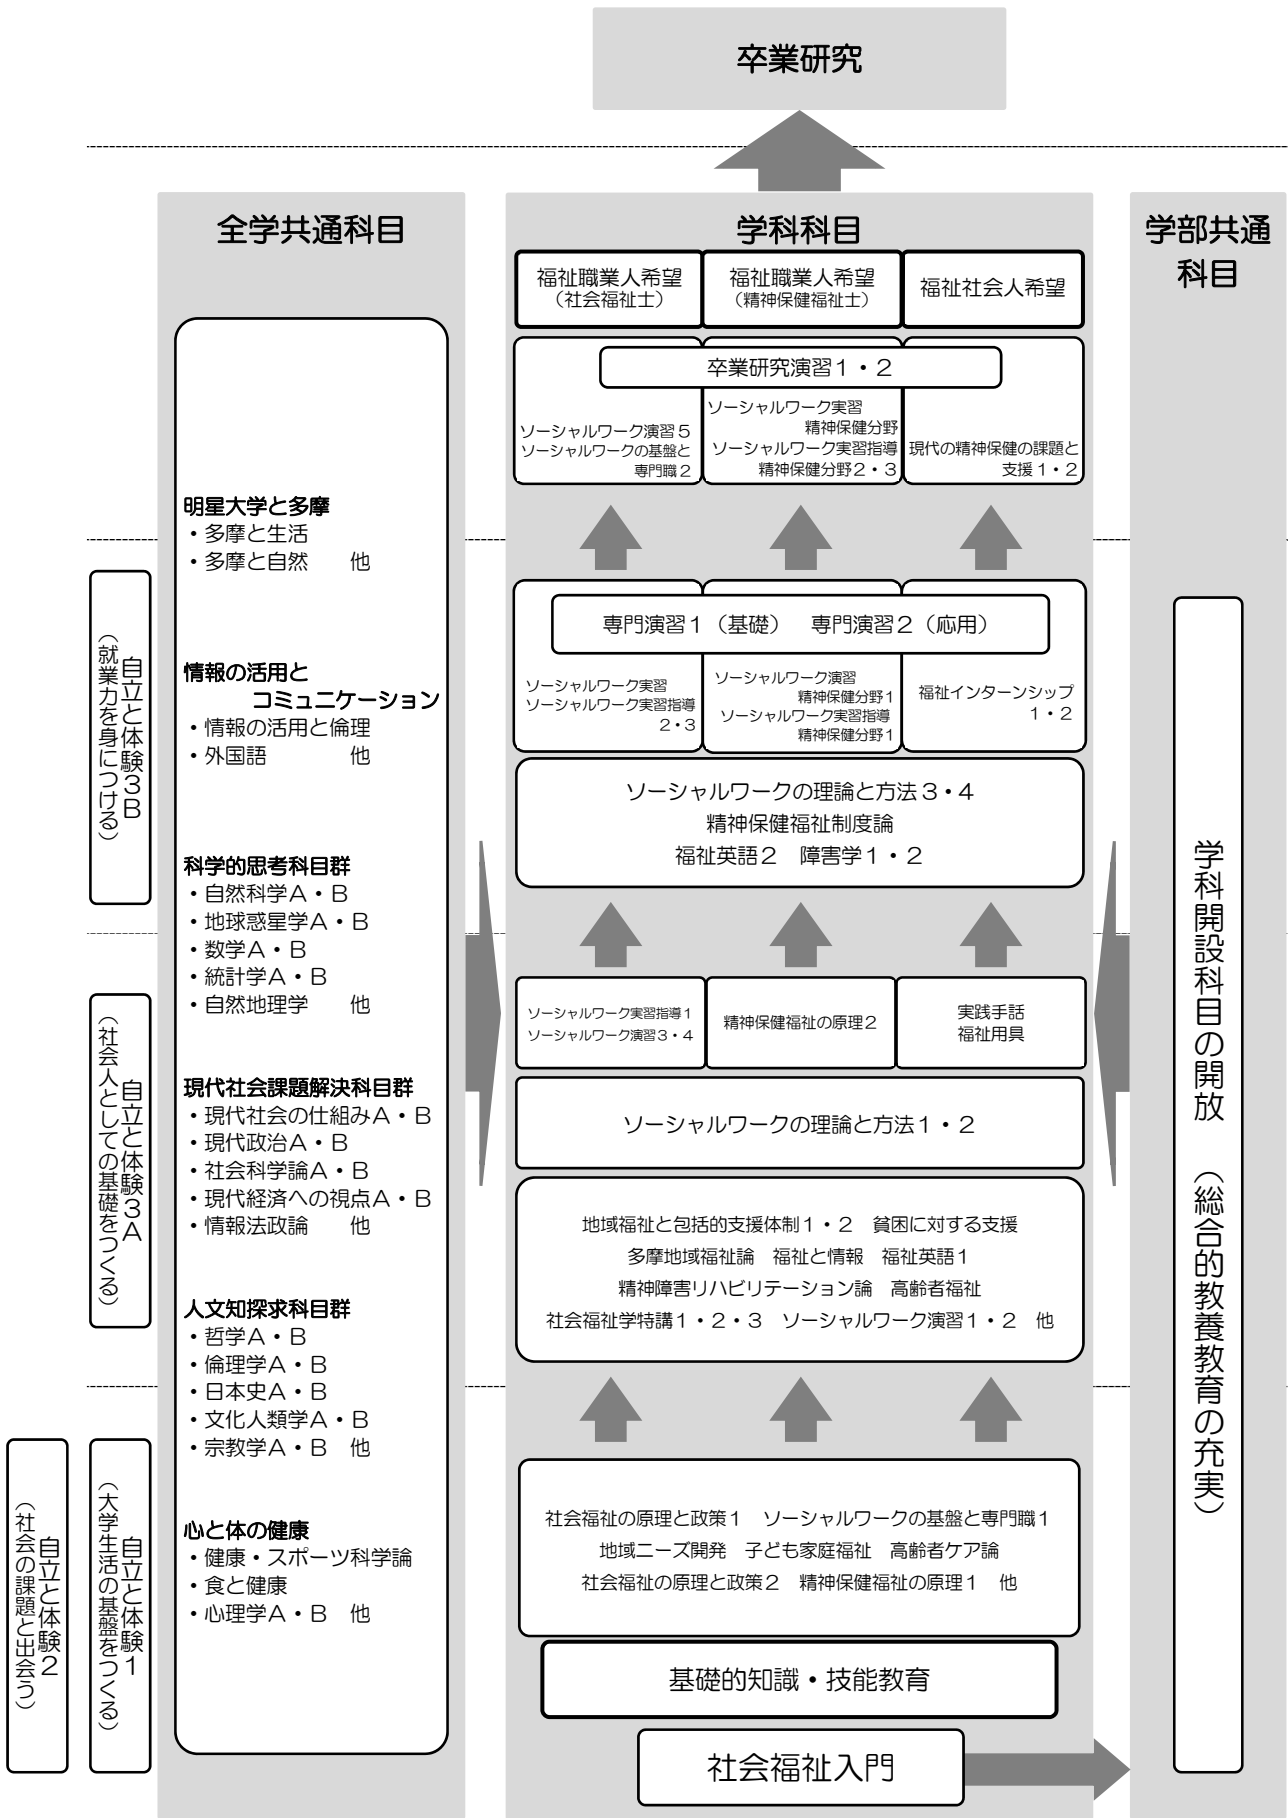 卒業研究
全学共通科目
明星大学と多摩
・多摩と生活
・多摩と自然　他
情報の活用と
コミュニケーション
・情報の活用と倫理
・外国語　他
科学的思考科目群
・自然科学A・B
・地球惑星学A・B
・数学A・B
・統計学A・B
・自然地理学　他
現代社会課題解決科目群
・現代社会の仕組みA・B
・現代政治A・B
・社会科学論A・B
・現代経済への視点A・B
・情報法政論　他
人文知探求科目群
・哲学A・B
・倫理学A・B
・日本史A・B
・文化人類学A・B
・宗教学A・B　他
心と体の健康
・健康・スポーツ科学論
・食と健康
・心理学A・B　他
自立と体験3B
（就業力を身につける）
自立と体験3A
（社会人としての基礎をつくる）
自立と体験1
（大学生活の基盤をつくる）
自立と体験2
（社会の課題と出会う）
学科科目
福祉職業人希望
（社会福祉士）
福祉職業人希望
（精神保健福祉士）
福祉社会人希望
卒業研究演習1・2
ソーシャルワーク演習5
ソーシャルワークの基盤と
専門職2
ソーシャルワーク実習
精神保健分野
ソーシャルワーク実習指導
精神保健分野2・3
現代の精神保健の課題と
支援1・2
専門演習1（基礎）　専門演習2（応用）
ソーシャルワーク実習
ソーシャルワーク実習指導
2・3
ソーシャルワーク演習
精神保健分野1
ソーシャルワーク実習指導
精神保健分野1
福祉インターンシップ
1・2
ソーシャルワークの理論と方法3・4
精神保健福祉制度論
福祉英語2　障害学1・2
ソーシャルワーク実習指導1
ソーシャルワーク演習3・4
精神保健福祉の原理2
実践手話
福祉用具
ソーシャルワークの理論と方法1・2
地域福祉と包括的支援体制1・2　貧困に対する支援
多摩地域福祉論　福祉と情報　福祉英語1
精神障害リハビリテーション論　高齢者福祉
社会福祉学特講1・2・3　ソーシャルワーク演習1・2　他
社会福祉の原理と政策1　ソーシャルワークの基盤と専門職1
地域ニーズ開発　子ども家庭福祉　高齢者ケア論
社会福祉の原理と政策2　精神保健福祉の原理1　他
基礎的知識・技能教育
社会福祉入門
学部共通
科目
学科開設科目の開放　（総合的教養教育の充実）